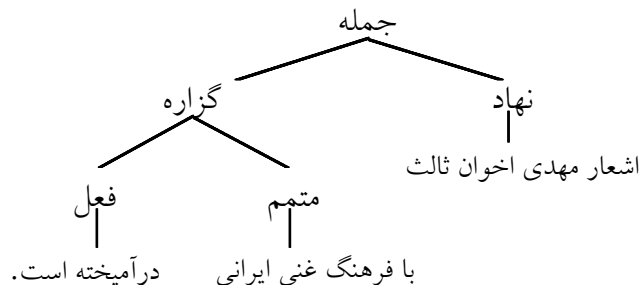 جمله
نهاد
گزاره
اشعار مهدی اخوان ثالث
متمم
فعل
با فرهنگ غنی ایرانی
درآمیخته است.